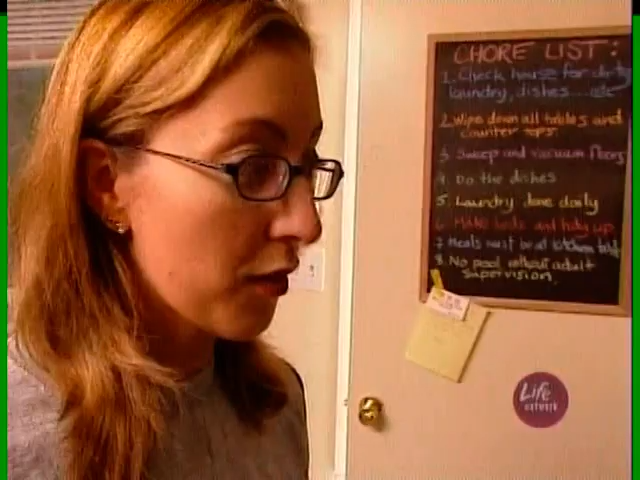 CHORE LIST:
1. Check house for dirty
laundry, dishes....etc
2. Wipe down all tables and
counter tops.
3. Sweep and vacuum floors
4. Do the dishes
5. Laundry done daily
6. Make beds and tidy up
7 Meals must be at kitchen table
8. No pool without adult
supervision.
Life
network